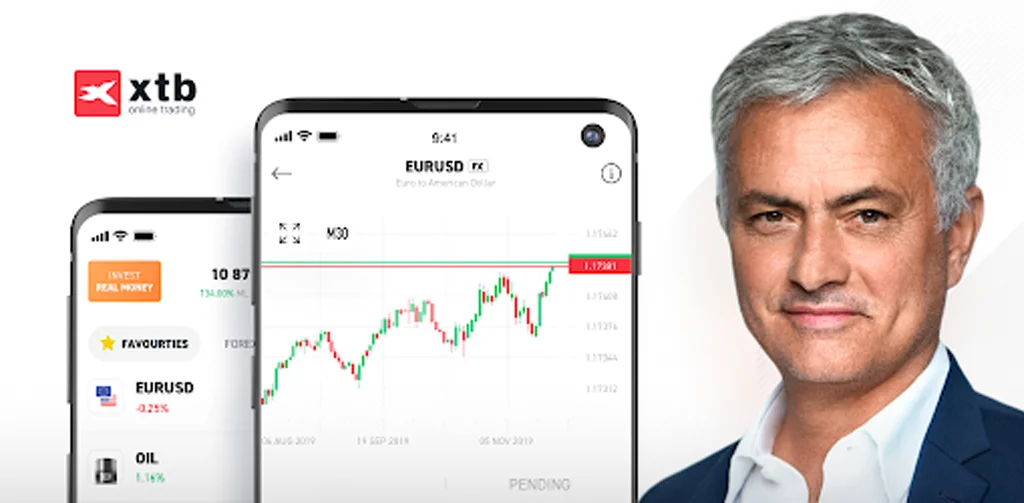 xtb
online trading
9:41
EURUSD FX
Euro to American Dollar
M30
1.17442
1.17381
1.17408
1.17376
1.17344
1.17312
06 AUG 2019
19 SEP 2019
05 NOV 2019
PENDING
INVEST
REAL MONEY
10 87
134.00% ML
FAVOURTIES
FOREX
EURUSD
-0.25%
OIL
1.16%